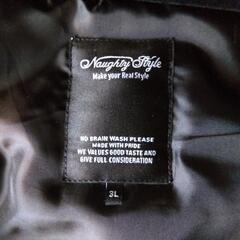 Naughty Style
Make your Real Style
NO BRAIN WASH PLEASE
MADE WITH PRIDE
WE VALUES GOOD TASTE AND
GIVE FULL CONSIDERATION
3L